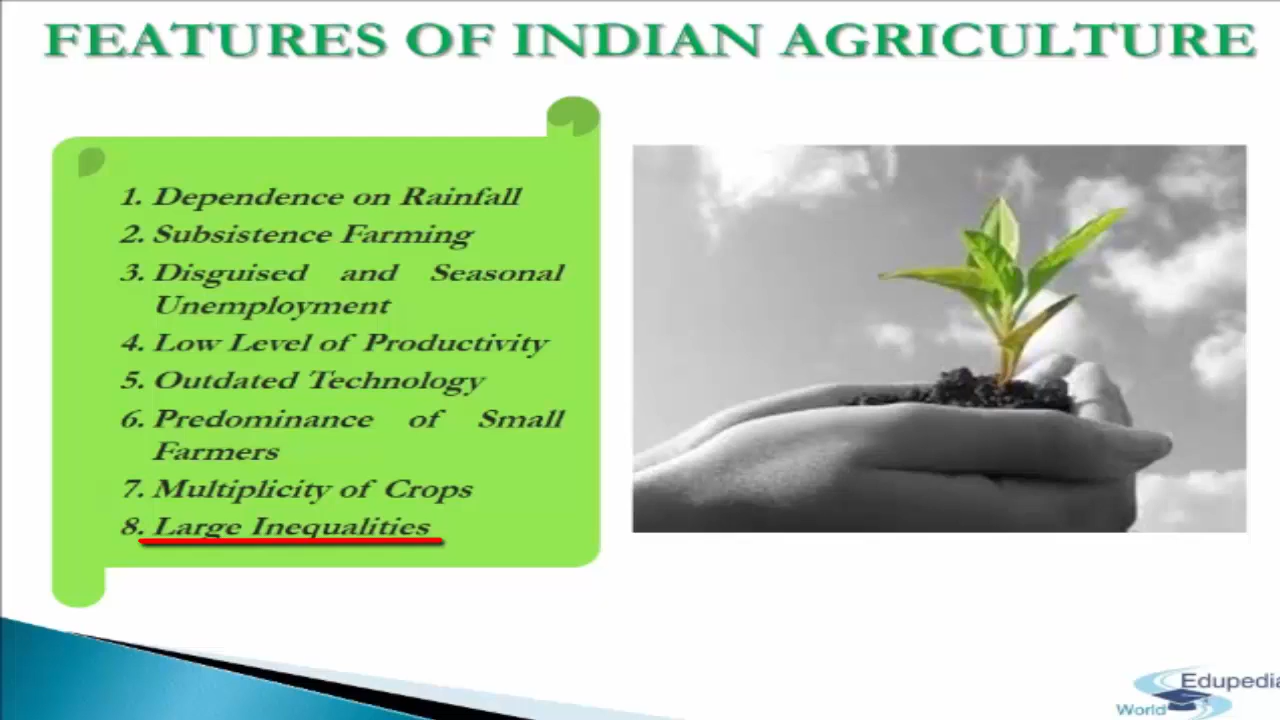 FEATURES OF INDIAN AGRICULTURE
1. Dependence on Rainfall
2. Subsistence Farming
3. Disguised and Seasonal
Unemployment
4. Low Level of Productivity
5. Outdated Technology
6. Predominance of Small
Farmers
7. Multiplicity of Crops
8. Large Inequalities
Edupedia
World